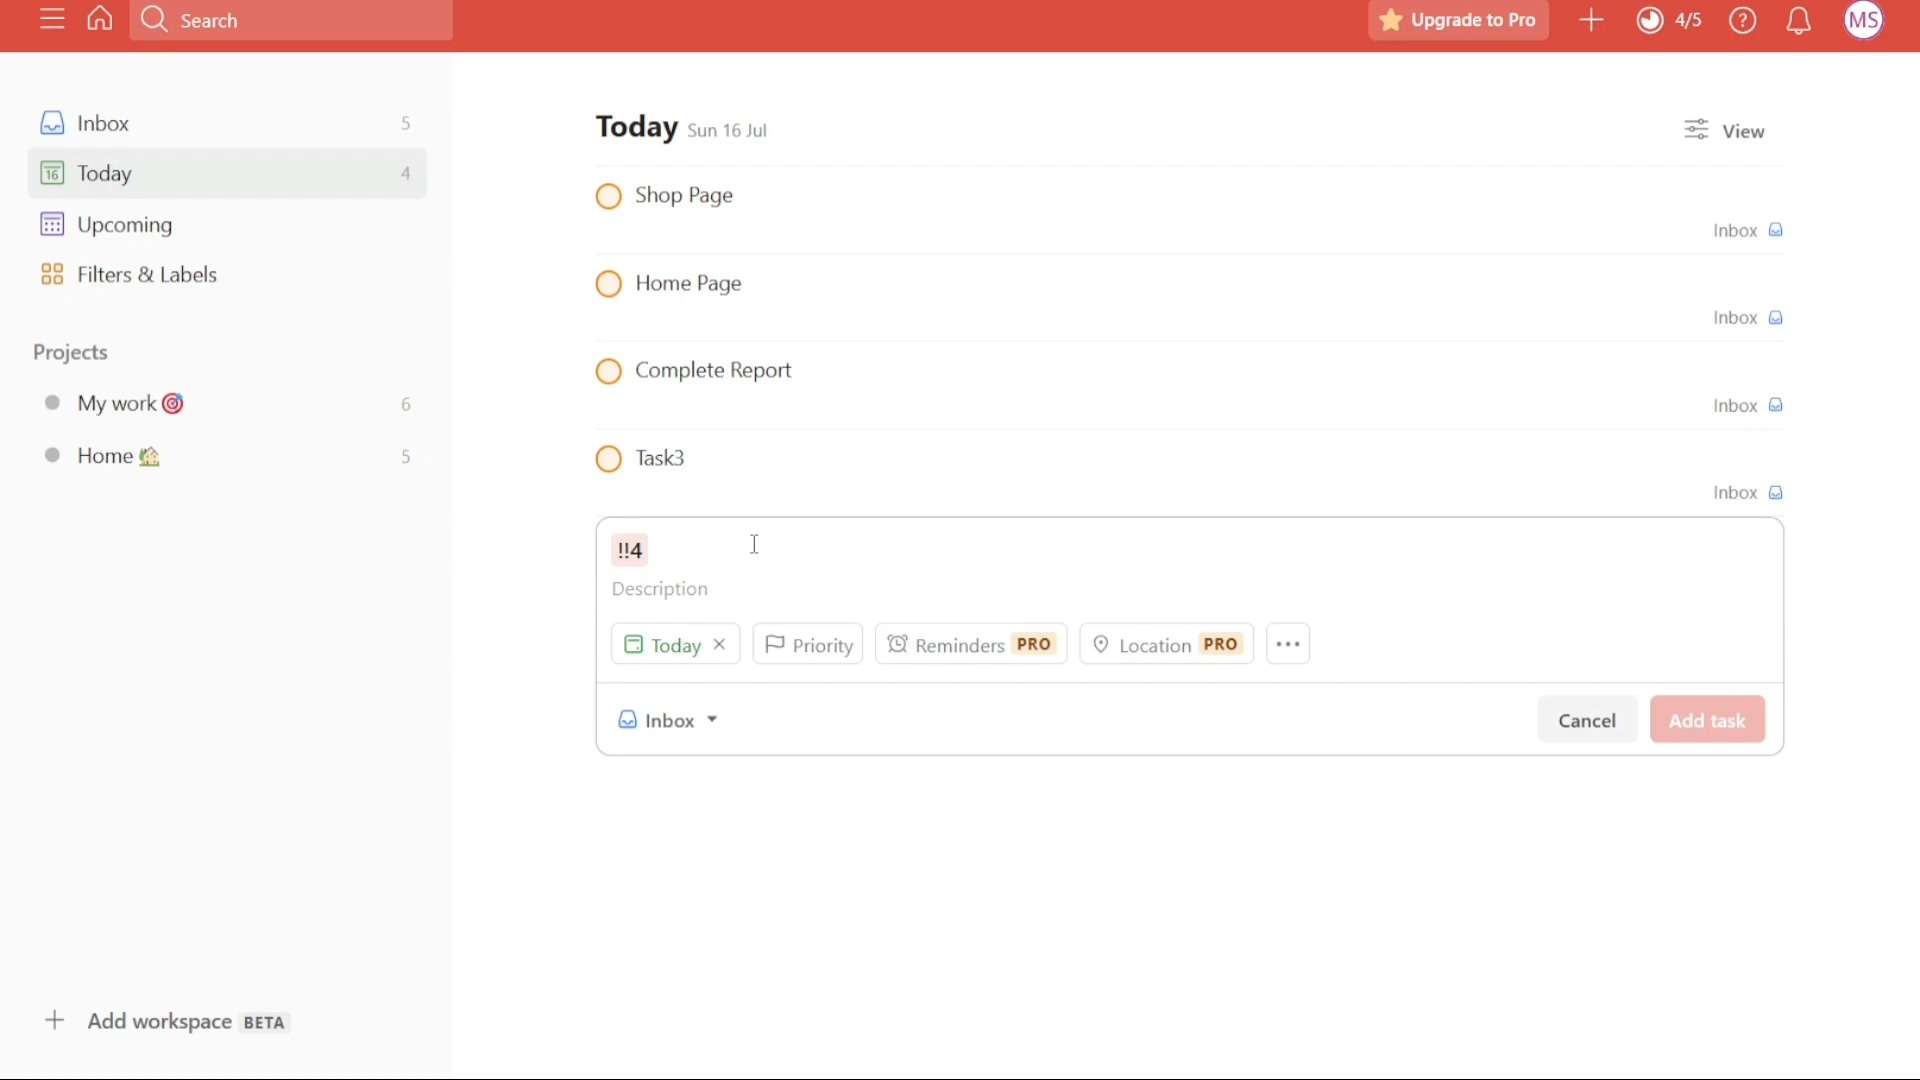 Search
Upgrade to Pro
4/5
MS
Inbox 5
16 Today 4
Upcoming
Filters & Labels
Projects
My work 6
Home 5
Add workspace BETA
Today Sun 16 Jul
View
Shop Page
Inbox
Home Page
Inbox
Complete Report
Inbox
Task3
Inbox
!!4
Description
Today Priority Reminders PRO Location PRO
Inbox
Cancel Add task